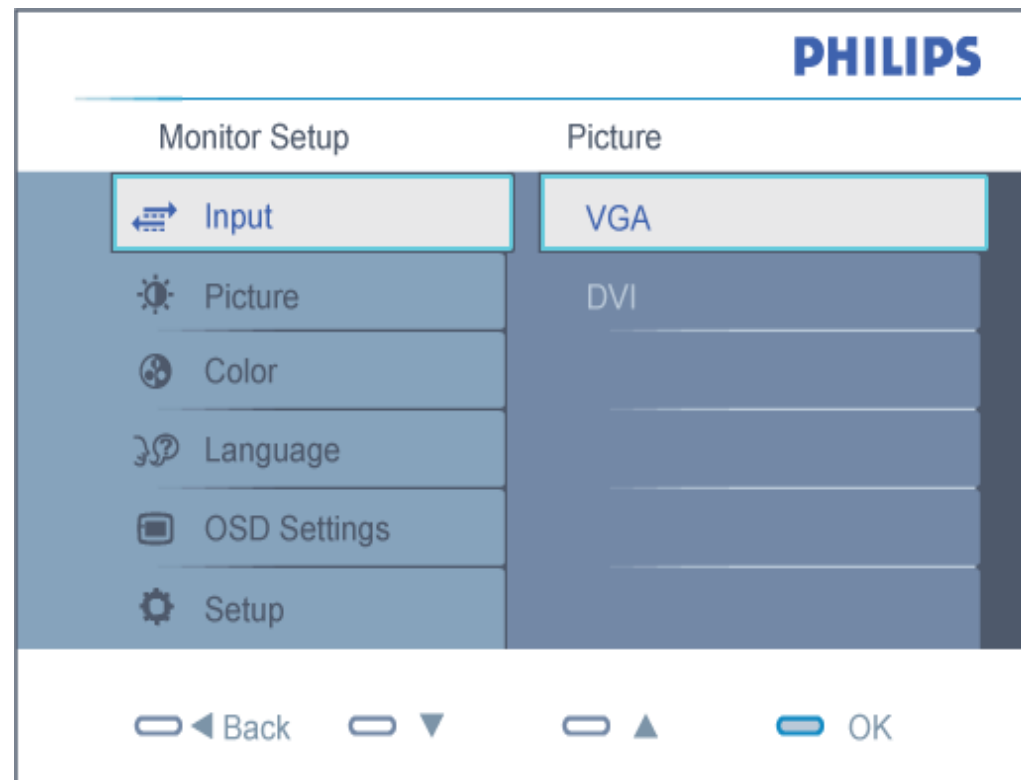 PHILIPS
Monitor Setup Picture
Input VGA
Picture DVI
Color
Language
OSD Settings
Setup
Back OK